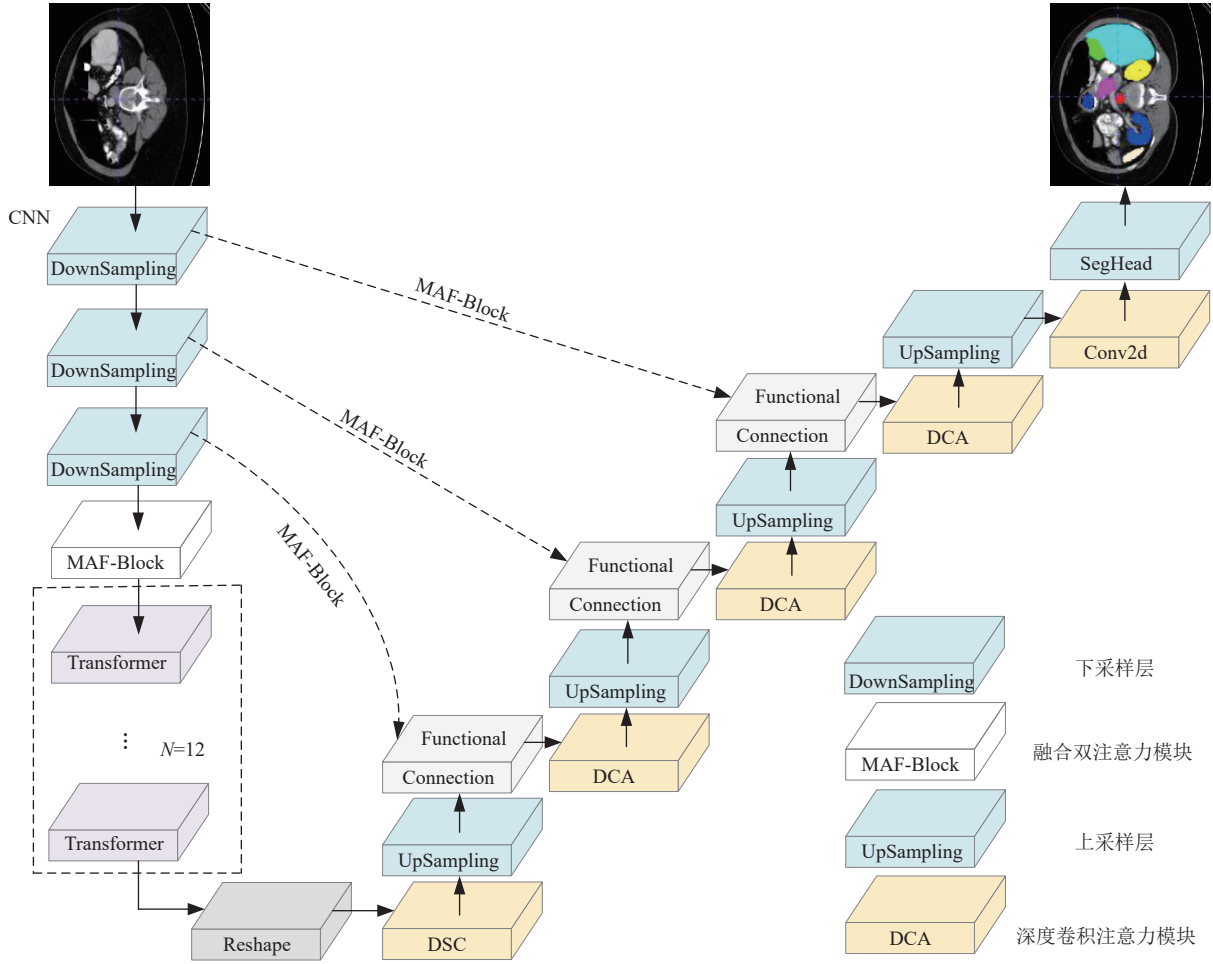 CNN
DownSampling
MAF-Block
SegHead
DownSampling
MAF-Block
UpSampling
Conv2d
Functional
Connection
DCA
DownSampling
MAF-Block
UpSampling
MAF-Block
Functional
Connection
DCA
Transformer
UpSampling
DownSampling
下采样层
⋮
N=12
Functional
Connection
DCA
MAF-Block
融合双注意力模块
Transformer
UpSampling
UpSampling
上采样层
Reshape
DSC
DCA
深度卷积注意力模块